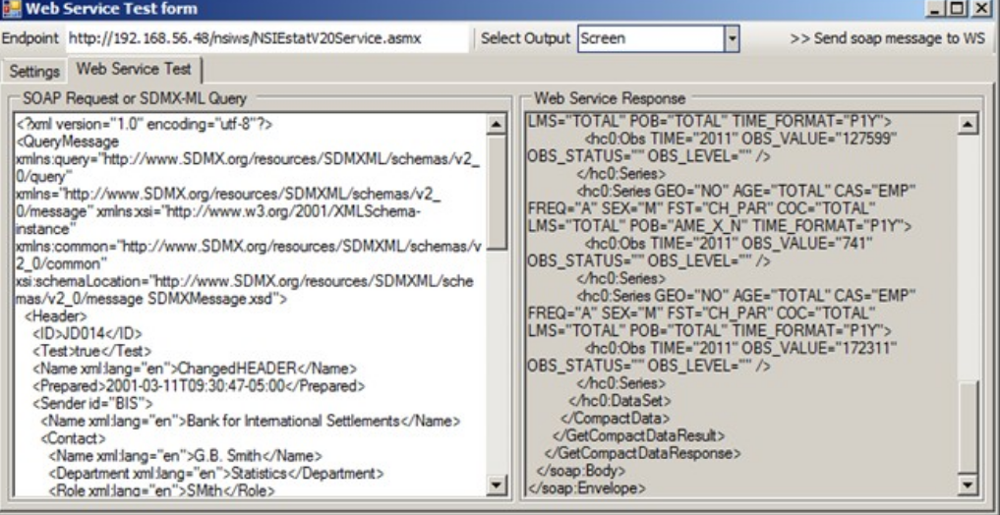 Web Service Test form
Endpoint http://192.168.56.48/nsiws/NSIEstatV20Service.asmx Select Output Screen >> Send soap message to WS
Settings Web Service Test
SOAP Request or SDMX-ML Query
<?xml version="1.0" encoding="utf-8"?>
<QueryMessage
xmlns:query="http://www.SDMX.org/resources/SDMXML/schemas/v2_
0/query"
xmlns="http://www.SDMX.org/resources/SDMXML/schemas/v2_
0/message" xmlns:xsi="http://www.w3.org/2001/XMLSchema-
instance"
xmlns:common="http://www.SDMX.org/resources/SDMXML/schemas/v
2_0/common"
xsi:schemaLocation="http://www.SDMX.org/resources/SDMXML/sche
mas/v2_0/message SDMXMessage.xsd">
<Header>
<ID>JD014</ID>
<Test>true</Test>
<Name xml:lang="en">ChangedHEADER</Name>
<Prepared>2001-03-11T09:30:47-05:00</Prepared>
<Sender id="BIS">
<Name xml:lang="en">Bank for International Settlements</Name>
<Contact>
<Name xml:lang="en">G.B. Smith</Name>
<Department xml:lang="en">Statistics</Department>
<Role xml:lang="en">SMith</Role>
Web Service Response
LMS="TOTAL" POB="TOTAL" TIME_FORMAT="P1Y">
<hc0:Obs TIME="2011" OBS_VALUE="127599"
OBS_STATUS="" OBS_LEVEL="" />
</hc0:Series>
<hc0:Series GEO="NO" AGE="TOTAL" CAS="EMP"
FREQ="A" SEX="M" FST="CH_PAR" COC="TOTAL"
LMS="TOTAL" POB="AME_X_N" TIME_FORMAT="P1Y">
<hc0:Obs TIME="2011" OBS_VALUE="741"
OBS_STATUS="" OBS_LEVEL="" />
</hc0:Series>
<hc0:Series GEO="NO" AGE="TOTAL" CAS="EMP"
FREQ="A" SEX="M" FST="CH_PAR" COC="TOTAL"
LMS="TOTAL" POB="TOTAL" TIME_FORMAT="P1Y">
<hc0:Obs TIME="2011" OBS_VALUE="172311"
OBS_STATUS="" OBS_LEVEL="" />
</hc0:Series>
</hc0:DataSet>
</CompactData>
</GetCompactDataResult>
</GetCompactDataResponse>
</soap:Body>
</soap:Envelope>